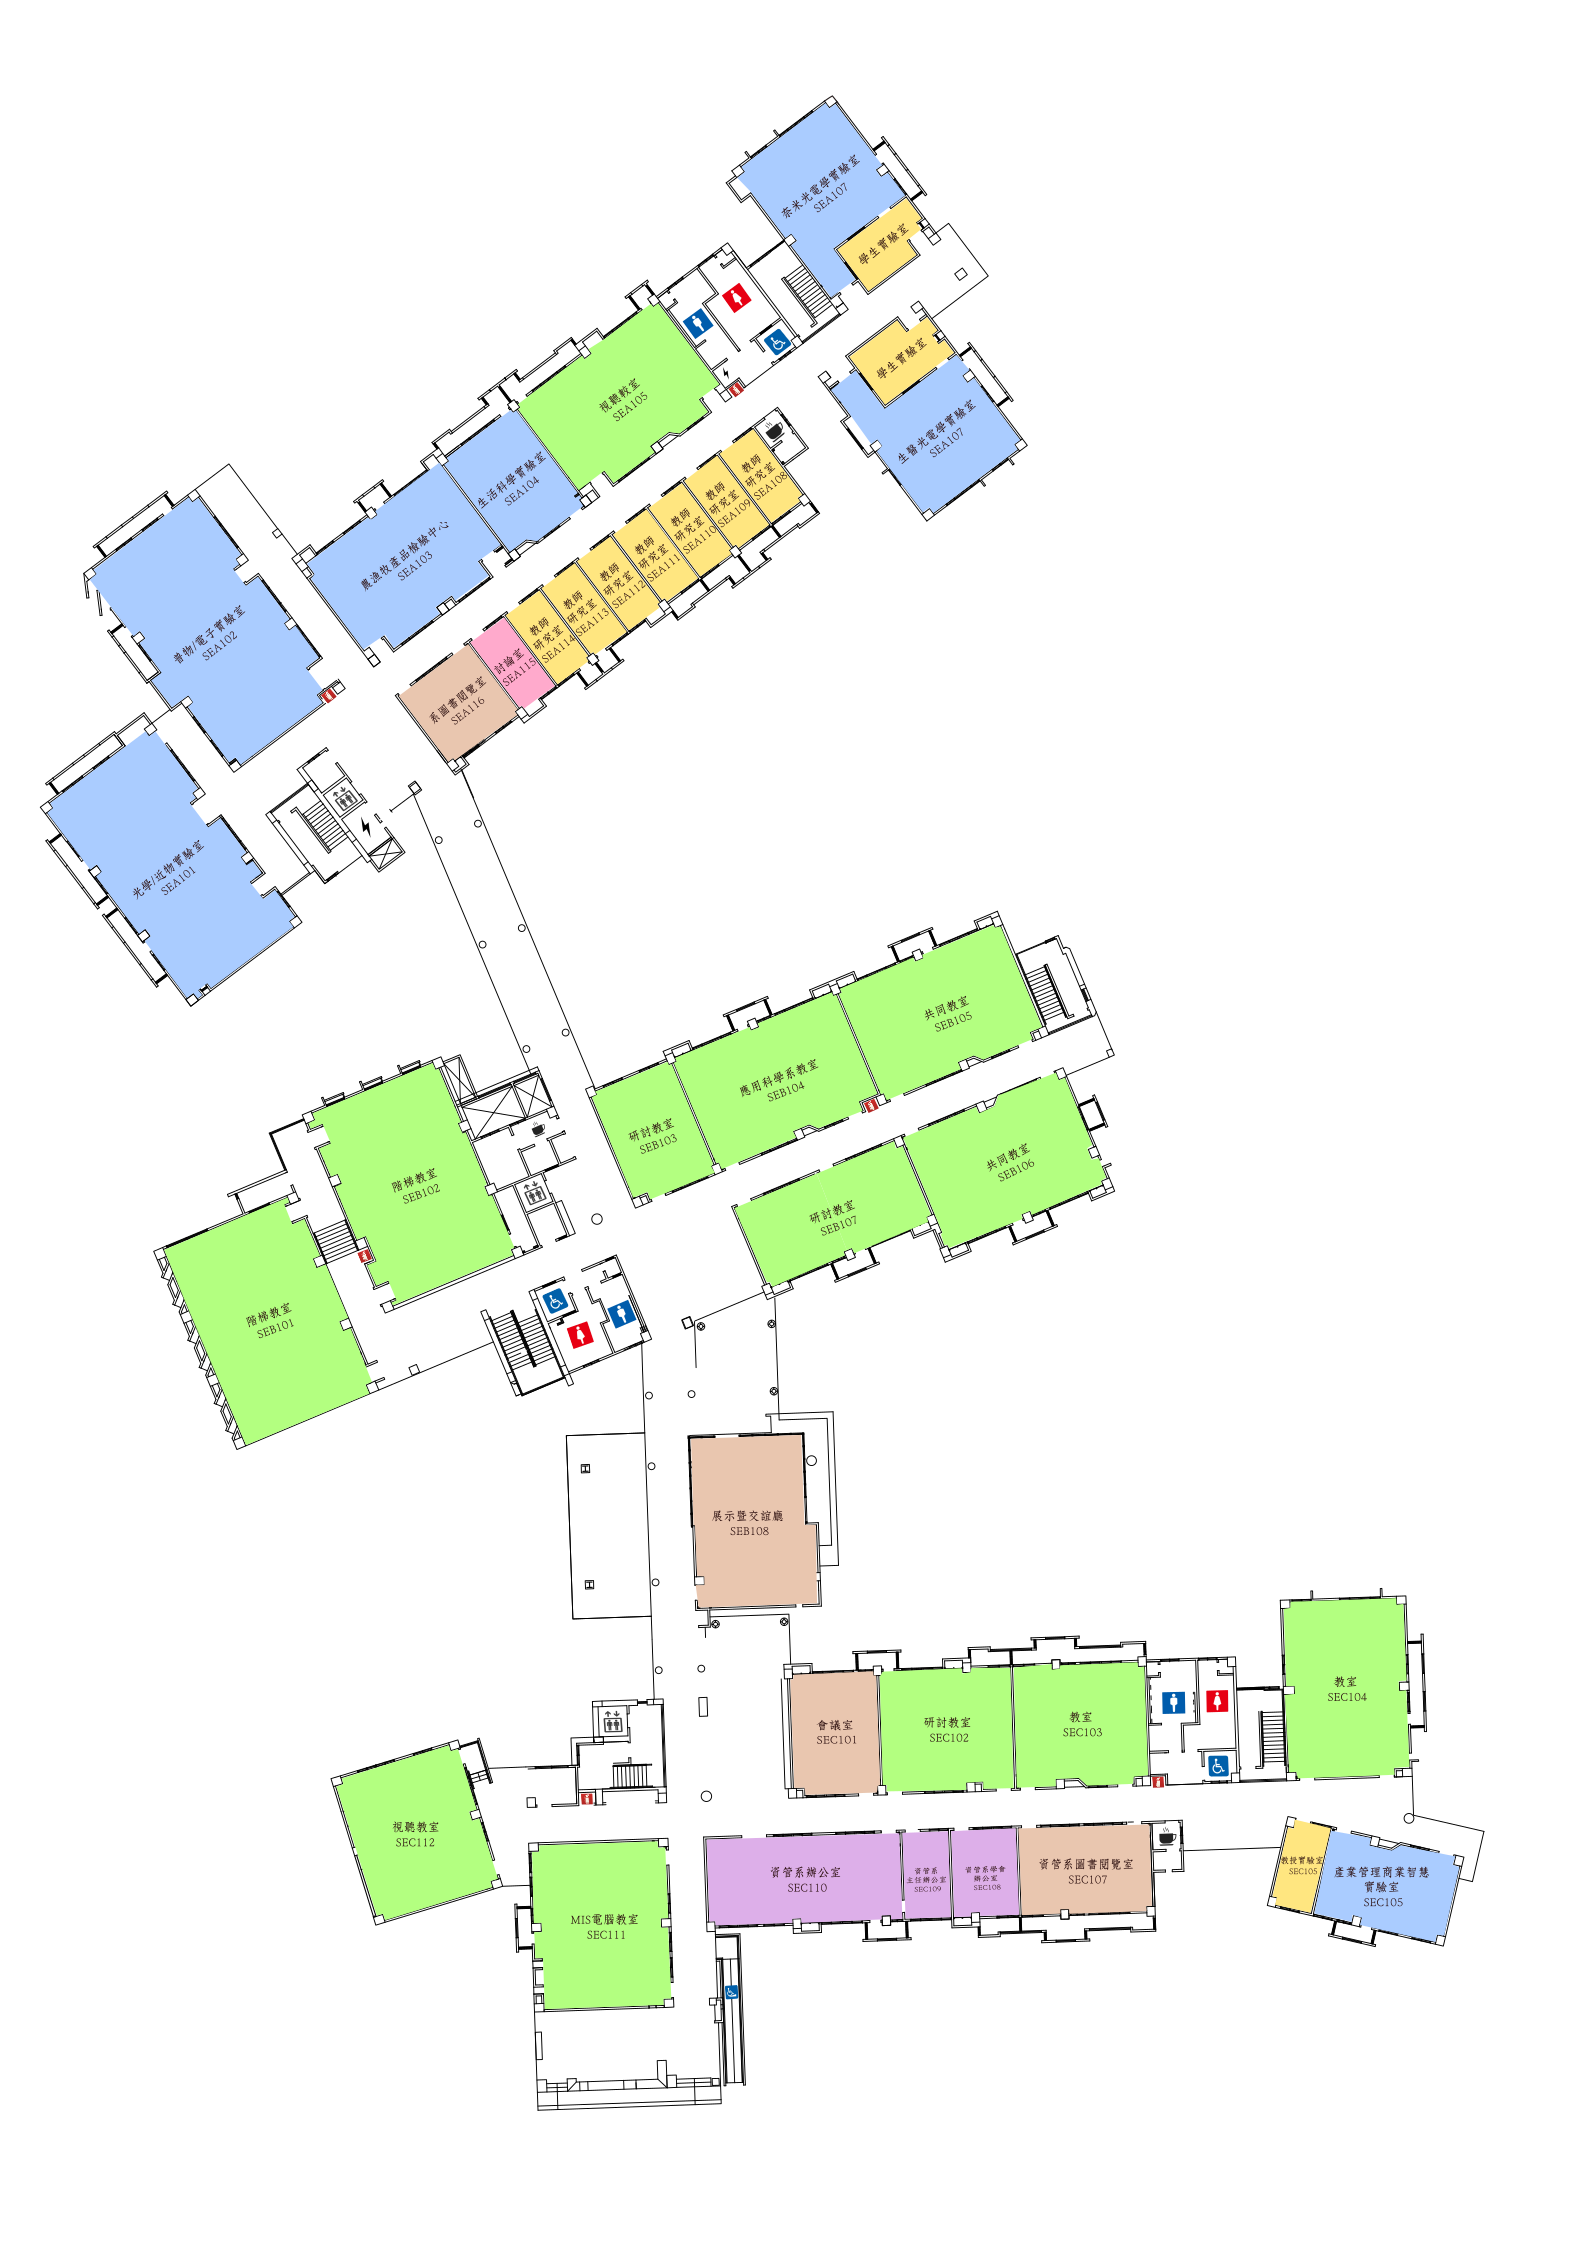 奈米光電學實驗室
SEA107
學生實驗室
學生實驗室
生醫光電學實驗室
SEA107
視聽教室
SEA105
生活科學實驗室
SEA104
農漁牧產品檢驗中心
SEA103
普物/電子實驗室
SEA102
光學/近物實驗室
SEA101
教師
研究室
SEA108
教師
研究室
SEA109
教師
研究室
SEA110
教師
研究室
SEA111
教師
研究室
SEA112
教師
研究室
SEA113
教師
研究室
SEA114
討論室
SEA115
系圖書閱覽室
SEA116
共同教室
SEB105
應用科學系教室
SEB104
研討教室
SEB103
共同教室
SEB106
研討教室
SEB107
階梯教室
SEB102
階梯教室
SEB101
展示暨交誼廳
SEB108
會議室
SEC101
研討教室
SEC102
教室
SEC103
教室
SEC104
視聽教室
SEC112
MIS電腦教室
SEC111
資管系辦公室
SEC110
資管系
主任辦公室
SEC109
資管系學會
辦公室
SEC108
資管系圖書閱覽室
SEC107
教授實驗室
SEC105
產業管理商業智慧
實驗室
SEC105